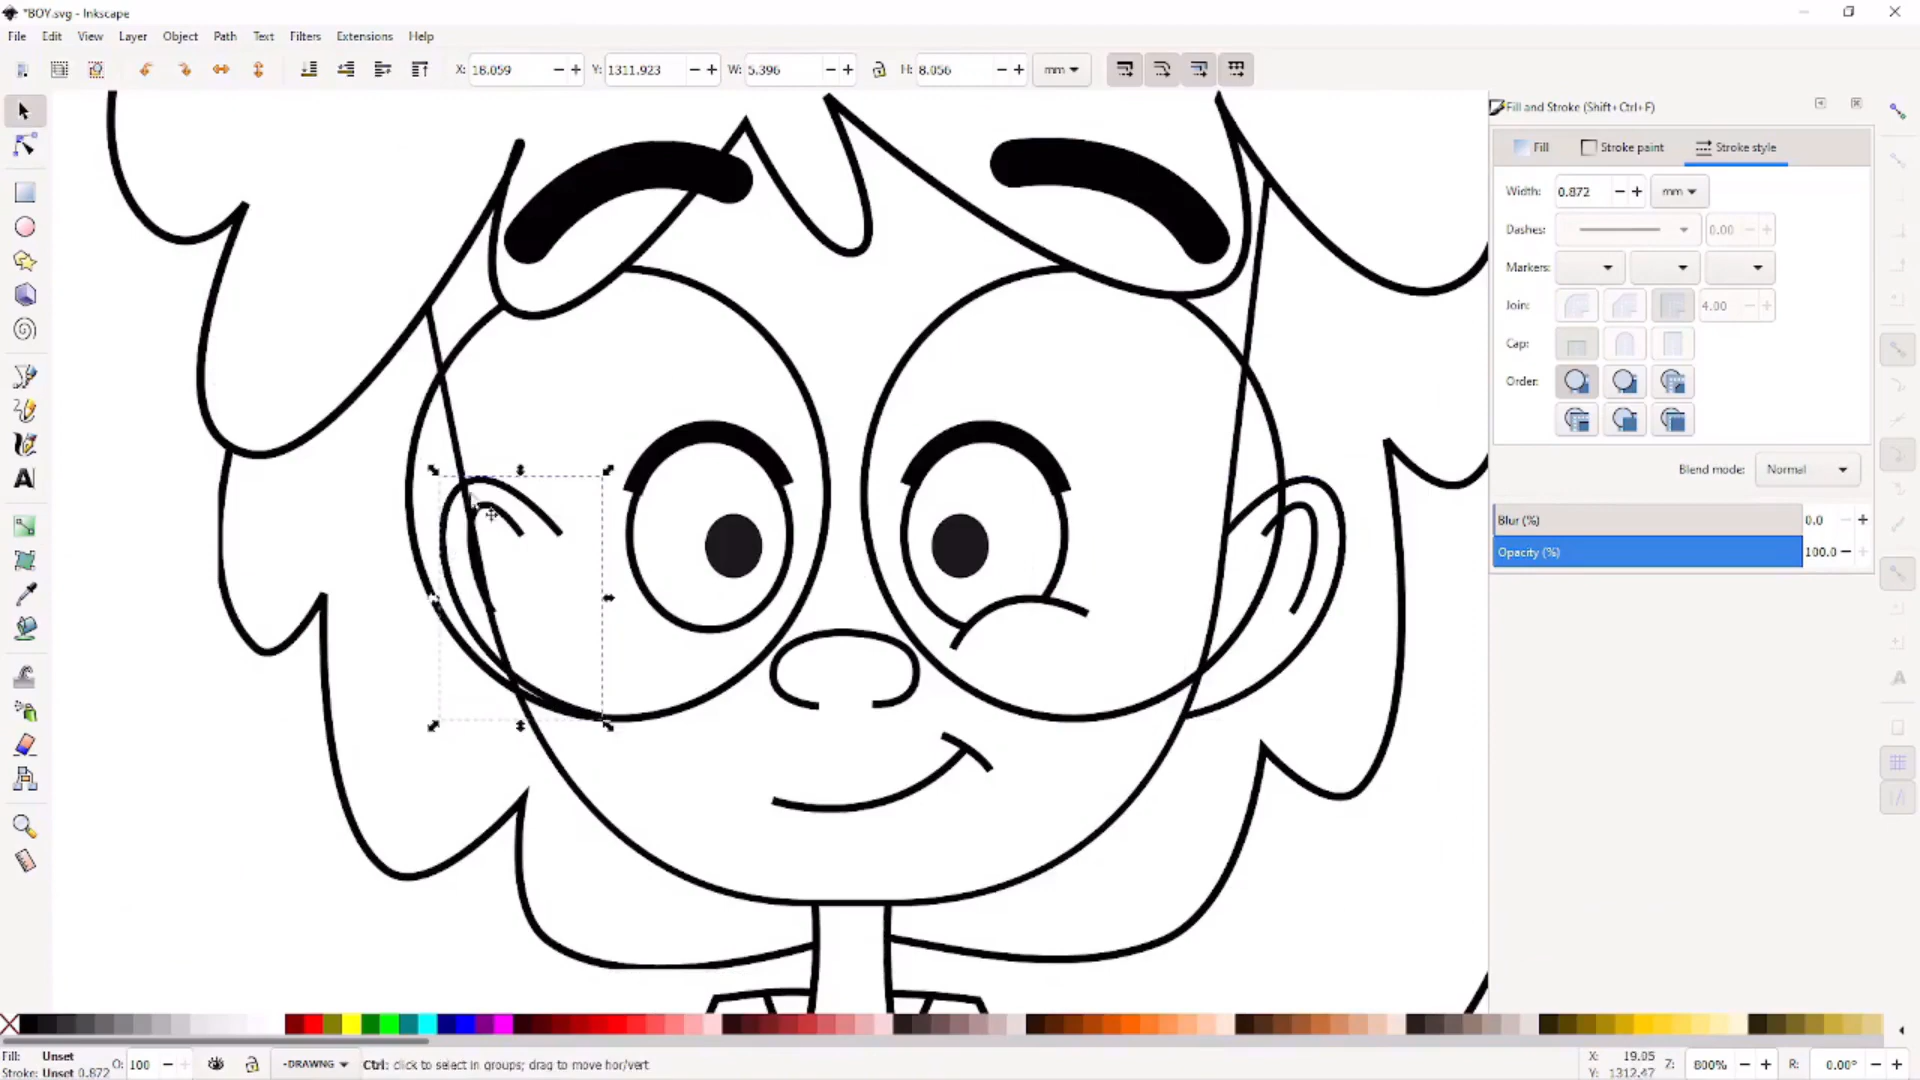 *BOY.svg - Inkscape
File Edit View Layer Object Path Text Filters Extensions Help
X: 18.059 − + Y: 1311.923 − + W: 5.396 − + H: 8.056 − + mm
Fill and Stroke (Shift+Ctrl+F)
Fill Stroke paint Stroke style
Width: 0.872 − + mm
Dashes: 0.00 − +
Markers:
Join: 4.00 − +
Cap:
Order:
Blend mode: Normal
Blur (%) 0.0 − +
Opacity (%) 100.0 − +
Fill: Unset
Stroke: Unset 0.872
O: 100 − +
-DRAWNG
Ctrl: click to select in groups; drag to move hor/vert
X: 19.05
Y: 1312.47
Z: 800% − + R: 0.00° − +